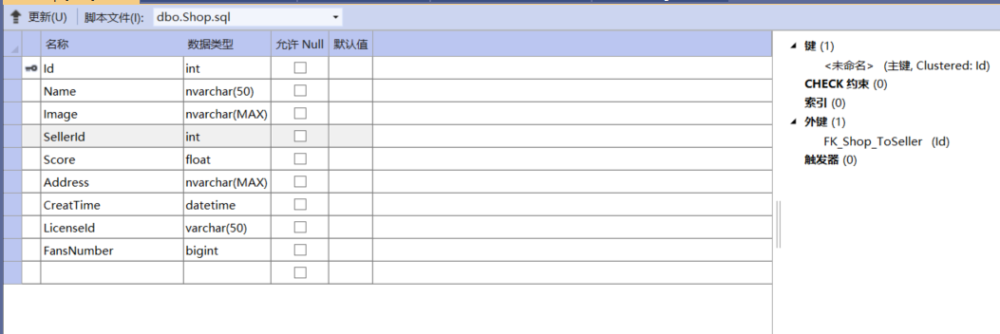 更新(U) 脚本文件(I): dbo.Shop.sql
名称 数据类型 允许 Null 默认值
Id int
Name nvarchar(50)
Image nvarchar(MAX)
SellerId int
Score float
Address nvarchar(MAX)
CreatTime datetime
LicenseId varchar(50)
FansNumber bigint
键 (1)
<未命名> (主键, Clustered: Id)
CHECK 约束 (0)
索引 (0)
外键 (1)
FK_Shop_ToSeller (Id)
触发器 (0)